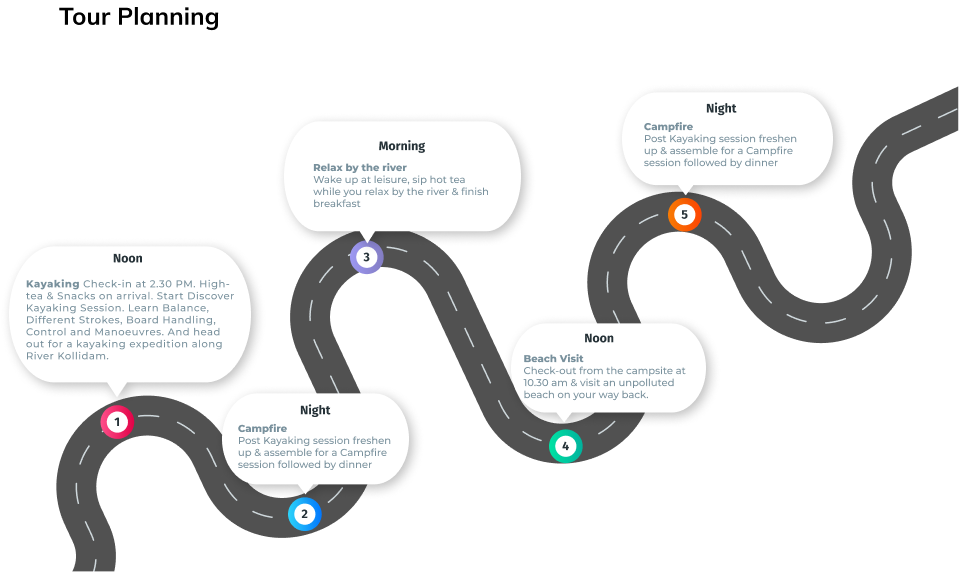 Tour Planning
Noon
Kayaking Check-in at 2.30 PM. High-
tea & Snacks on arrival. Start Discover
Kayaking Session. Learn Balance,
Different Strokes, Board Handling,
Control and Manoeuvres. And head
out for a kayaking expedition along
River Kollidam.
1
Night
Campfire
Post Kayaking session freshen
up & assemble for a Campfire
session followed by dinner
2
Morning
Relax by the river
Wake up at leisure, sip hot tea
while you relax by the river & finish
breakfast
3
Noon
Beach Visit
Check-out from the campsite at
10.30 am & visit an unpolluted
beach on your way back.
4
Night
Campfire
Post Kayaking session freshen
up & assemble for a Campfire
session followed by dinner
5